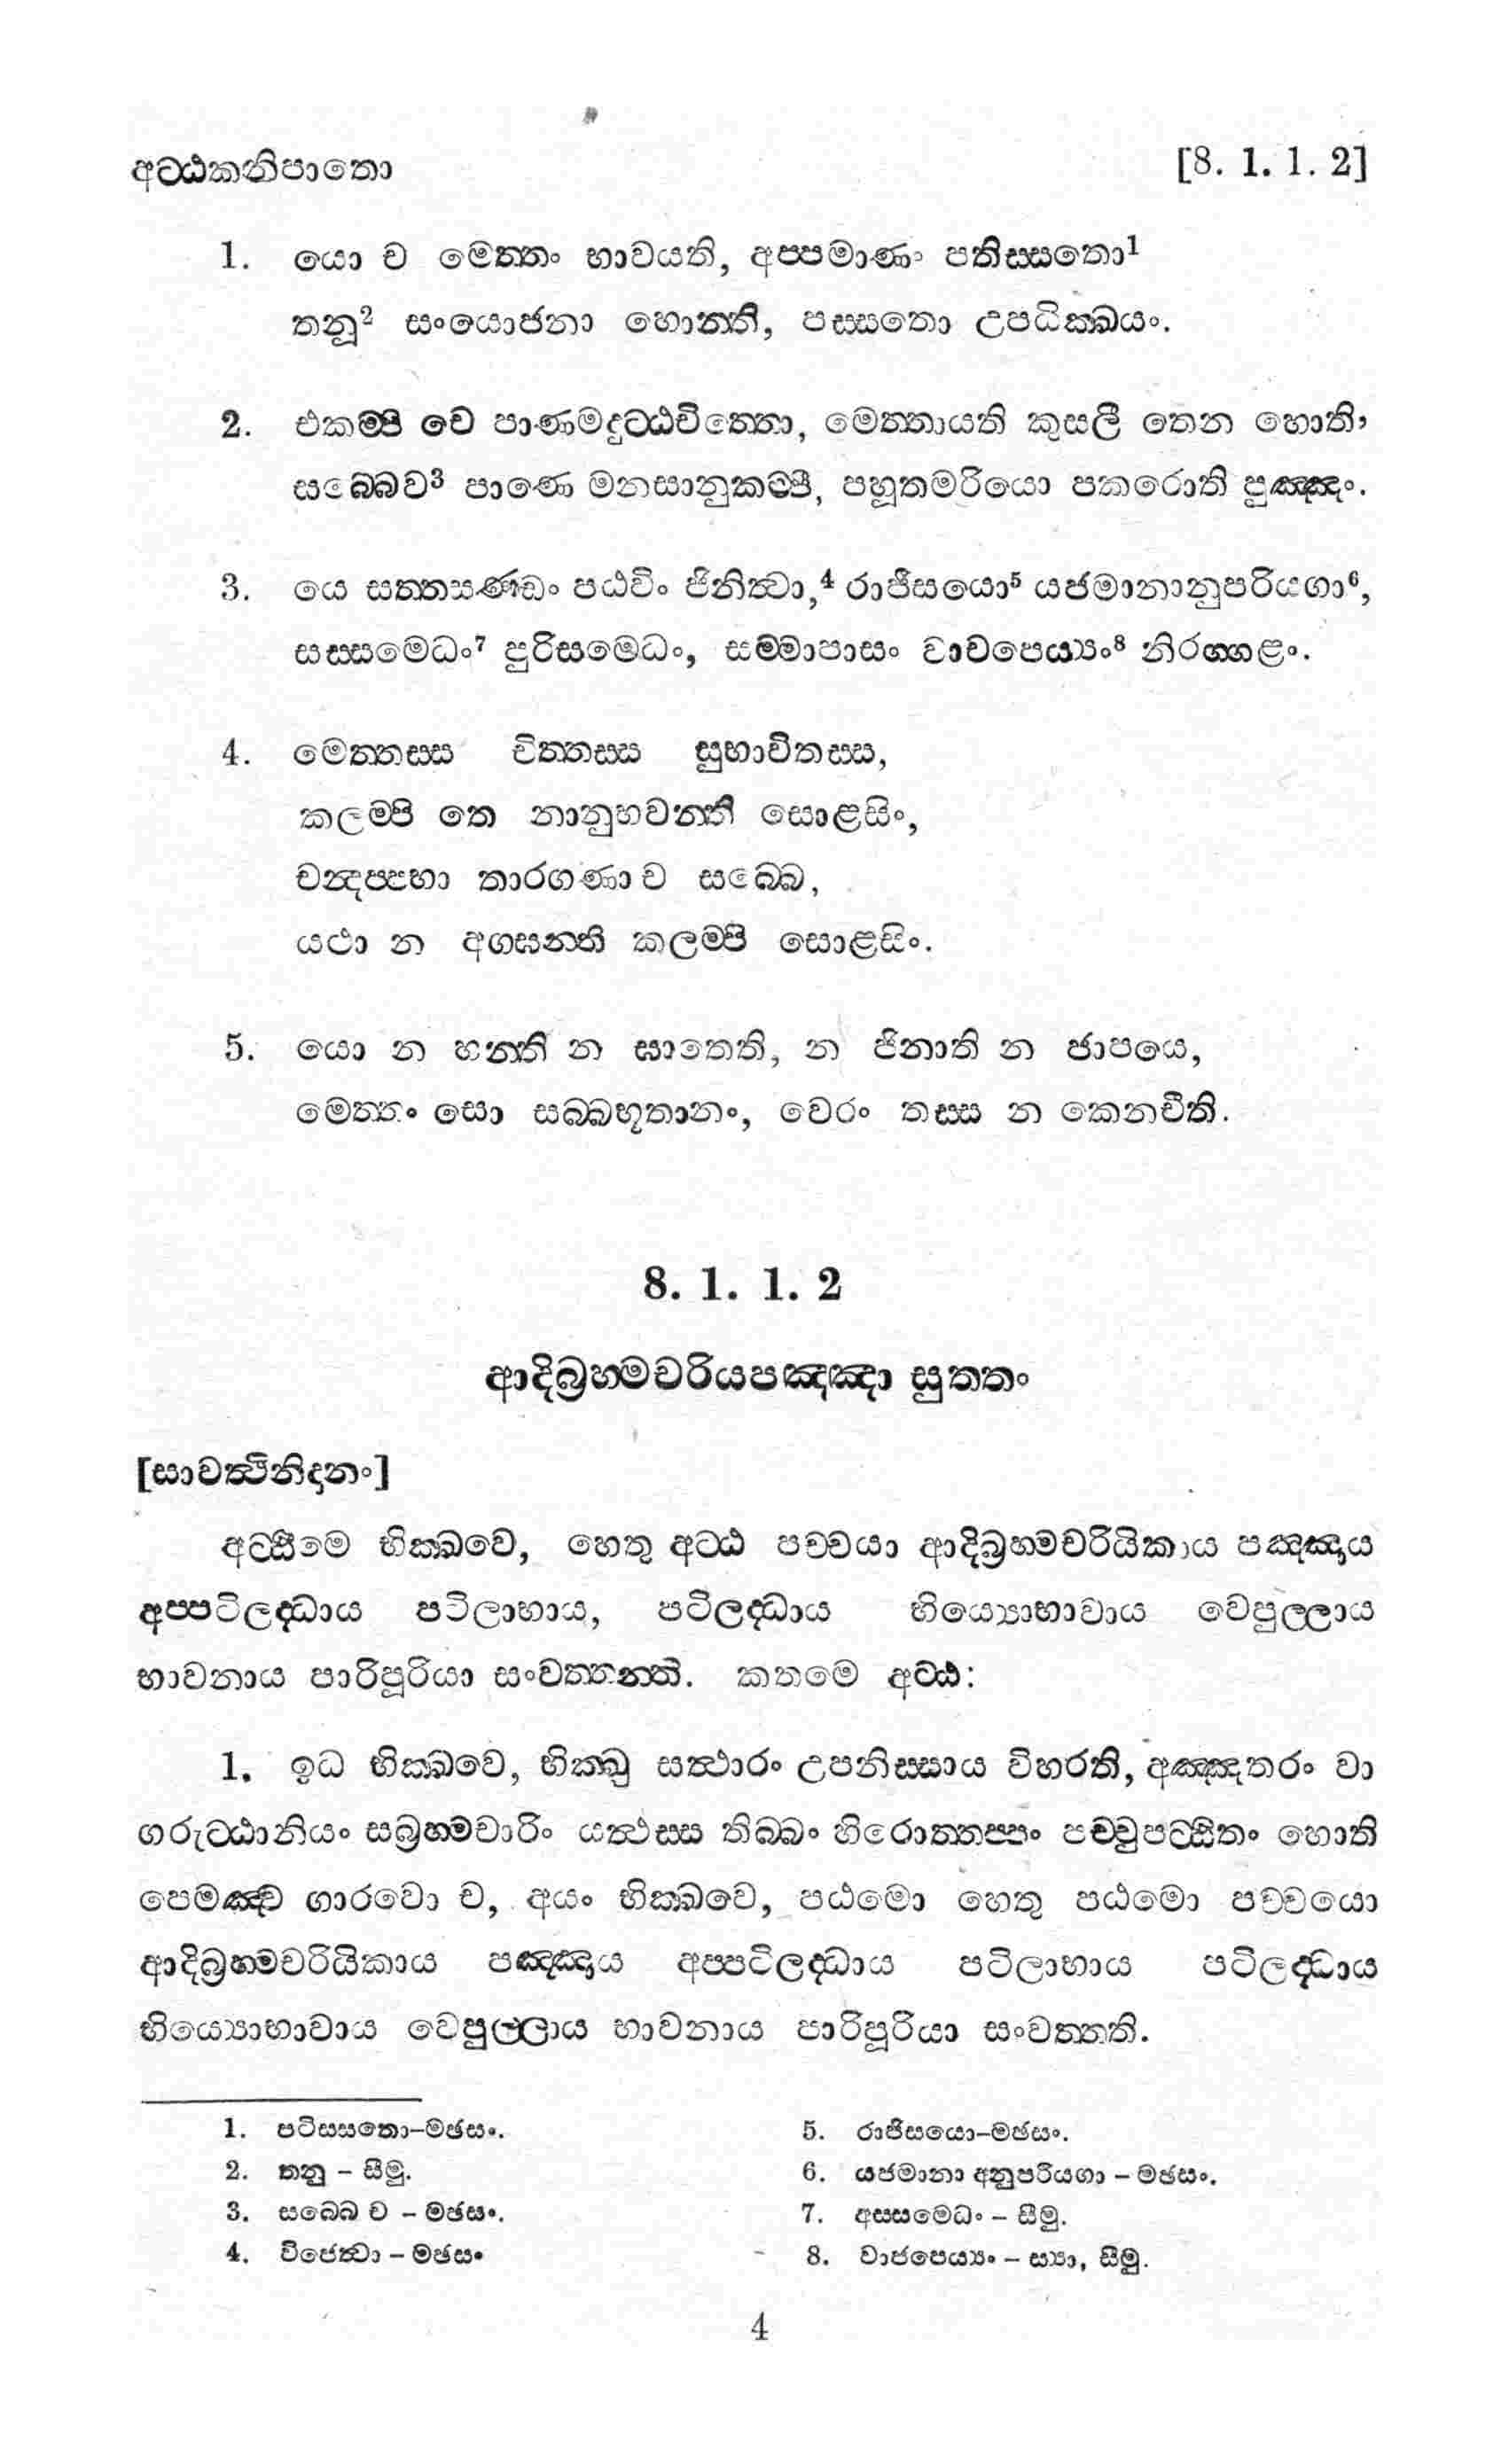 අට්ඨකනිපාතො [8. 1. 1. 2]
1. යො ච මෙත්තං භාවයති, අප්පමාණං පතිස්සතො1
තනූ2 සංයොජනා හොන්ති, පස්සතො උපධික්ඛයං.
2. එකම්පි චෙ පාණමදුට්ඨචිත්තො, මෙත්තායති කුසලී තෙන හොති,
සබ්බෙව3 පාණෙ මනසානුකම්පී, පහූතමරියො පකරොති පුඤ්ඤං.
3. යෙ සත්තසණ්ඩං පඨවිං ජිනිත්වා,4 රාජීසයො5 යජමානානුපරියගා6,
සස්සමෙධං7 පුරිසමෙධං, සම්මාපාසං වාචපෙය්‍යං8 නිරග්ගළං.
4. මෙත්තස්ස චිත්තස්ස සුභාවිතස්ස,
කලම්පි තෙ නානුභවන්ති සොළසිං,
චන්දප්පභා තාරගණා ච සබ්බෙ,
යථා න අග්ඝන්ති කලම්පි සොළසිං.
5. යො න හන්ති න ඝාතෙති, න ජිනාති න ජාපයෙ,
මෙත්තං සො සබ්බභූතානං, වෙරං තස්ස න කෙනචීති.
8. 1. 1. 2
ආදිබ්‍රහ්මචරියපඤ්ඤා සුත්තං
[සාවත්ථිනිදානං]
අට්ඨිමෙ භික්ඛවෙ, හෙතු අට්ඨ පච්චයා ආදිබ්‍රහ්මචරියිකාය පඤ්ඤාය
අප්පටිලද්ධාය පටිලාභාය, පටිලද්ධාය භිය්‍යොභාවාය වෙපුල්ලාය
භාවනාය පාරිපූරියා සංවත්තන්ති. කතමෙ අට්ඨ:
1. ඉධ භික්ඛවෙ, භික්ඛු සත්ථාරං උපනිස්සාය විහරති, අඤ්ඤතරං වා
ගරුට්ඨානියං සබ්‍රහ්මචාරිං යත්ථස්ස තිබ්බං හිරොත්තප්පං පච්චුපට්ඨිතං හොති
පෙමඤ්ච ගාරවො ච, අයං භික්ඛවෙ, පඨමො හෙතු පඨමො පච්චයො
ආදිබ්‍රහ්මචරියිකාය පඤ්ඤාය අප්පටිලද්ධාය පටිලාභාය පටිලද්ධාය
භිය්‍යොභාවාය වෙපුල්ලාය භාවනාය පාරිපූරියා සංවත්තති.
1. පටිස්සතො–මඡසං.
2. තනු – සීමු.
3. සබ්බෙ ච – මඡසං.
4. විජෙත්වා – මඡසං
5. රාජිසයො–මඡසං.
6. යජමානා අනුපරියගා – මඡසං.
7. අස්සමෙධං – සීමු.
8. වාජපෙය්‍යං – ස්‍යා, සීමු.
4